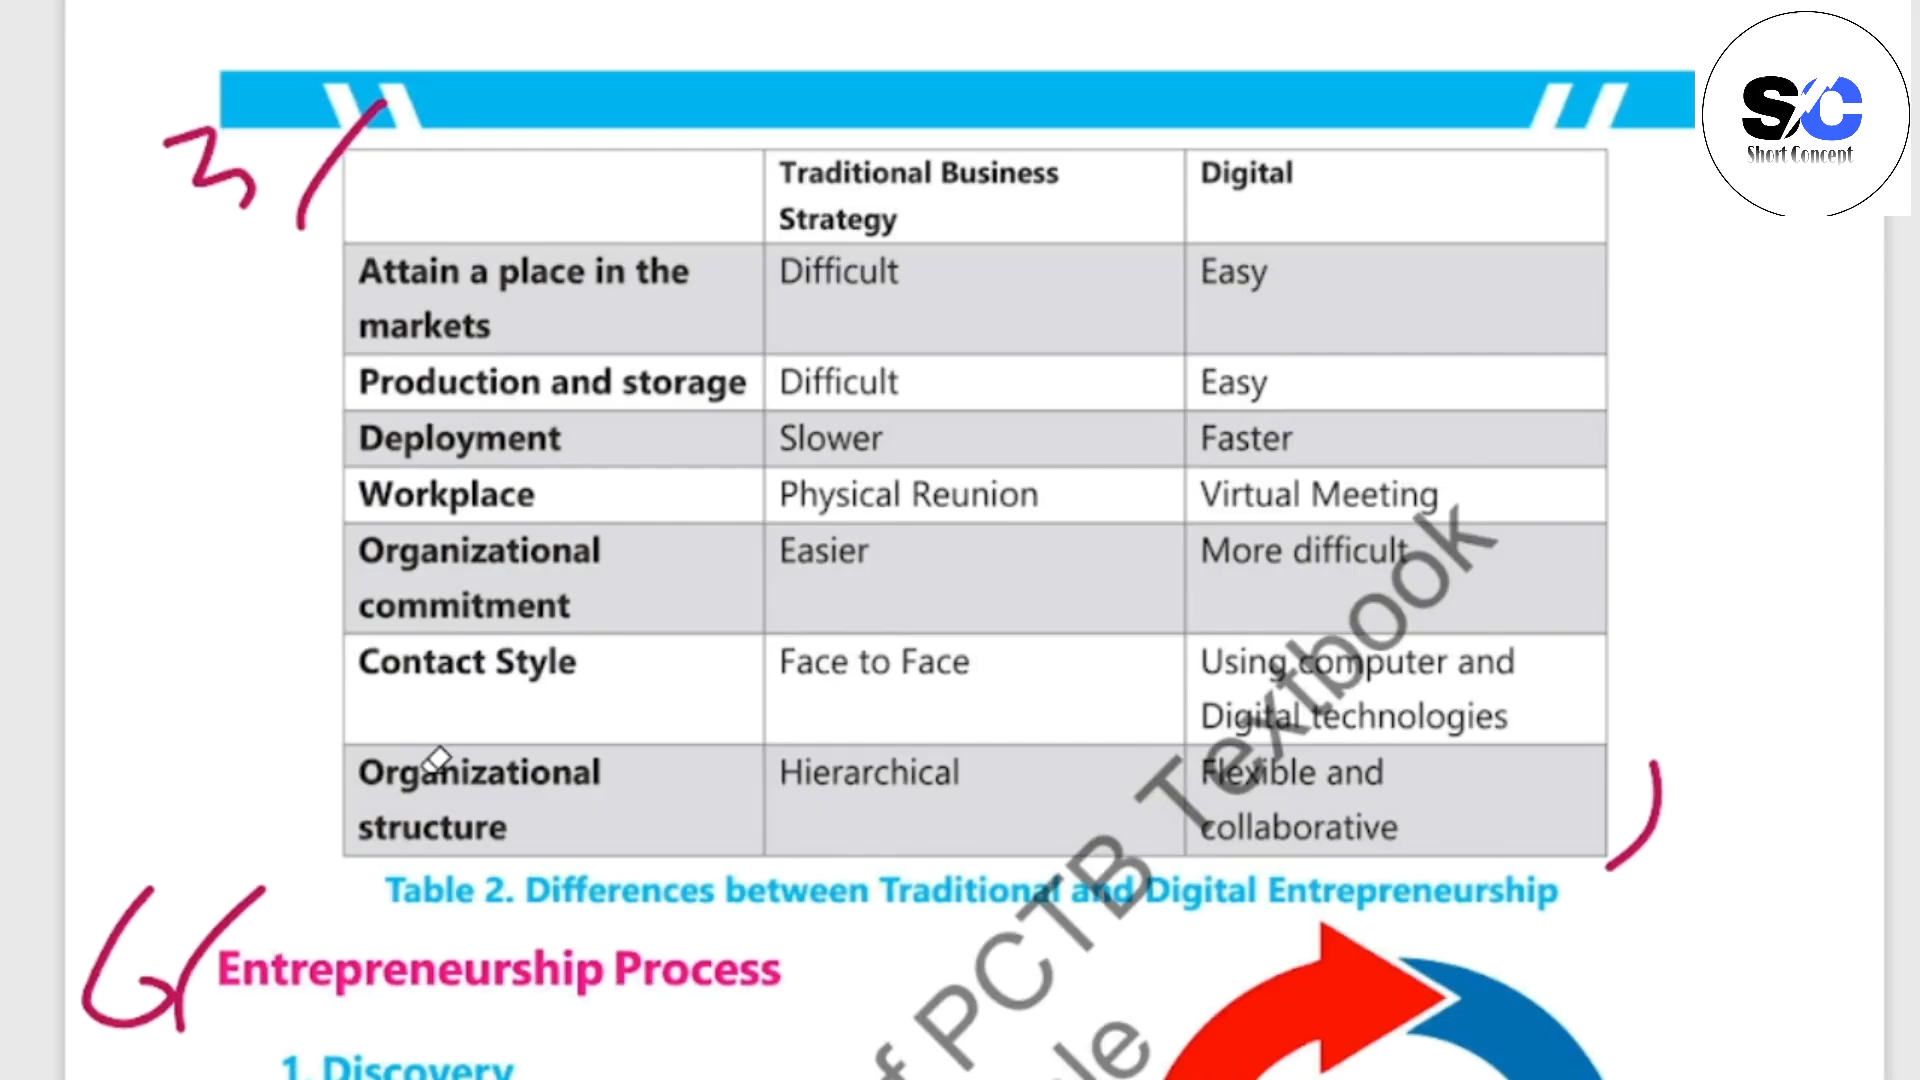 S/C
Short Concept
3
Traditional Business Digital
Strategy
Attain a place in the Difficult Easy
markets
Production and storage Difficult Easy
Deployment Slower Faster
Workplace Physical Reunion Virtual Meeting
Organizational Easier More difficult
commitment
Contact Style Face to Face Using computer and
Digital technologies
Organizational Hierarchical Flexible and
structure collaborative
Table 2. Differences between Traditional and Digital Entrepreneurship
Entrepreneurship Process
1. Discovery
PCTB Textbook